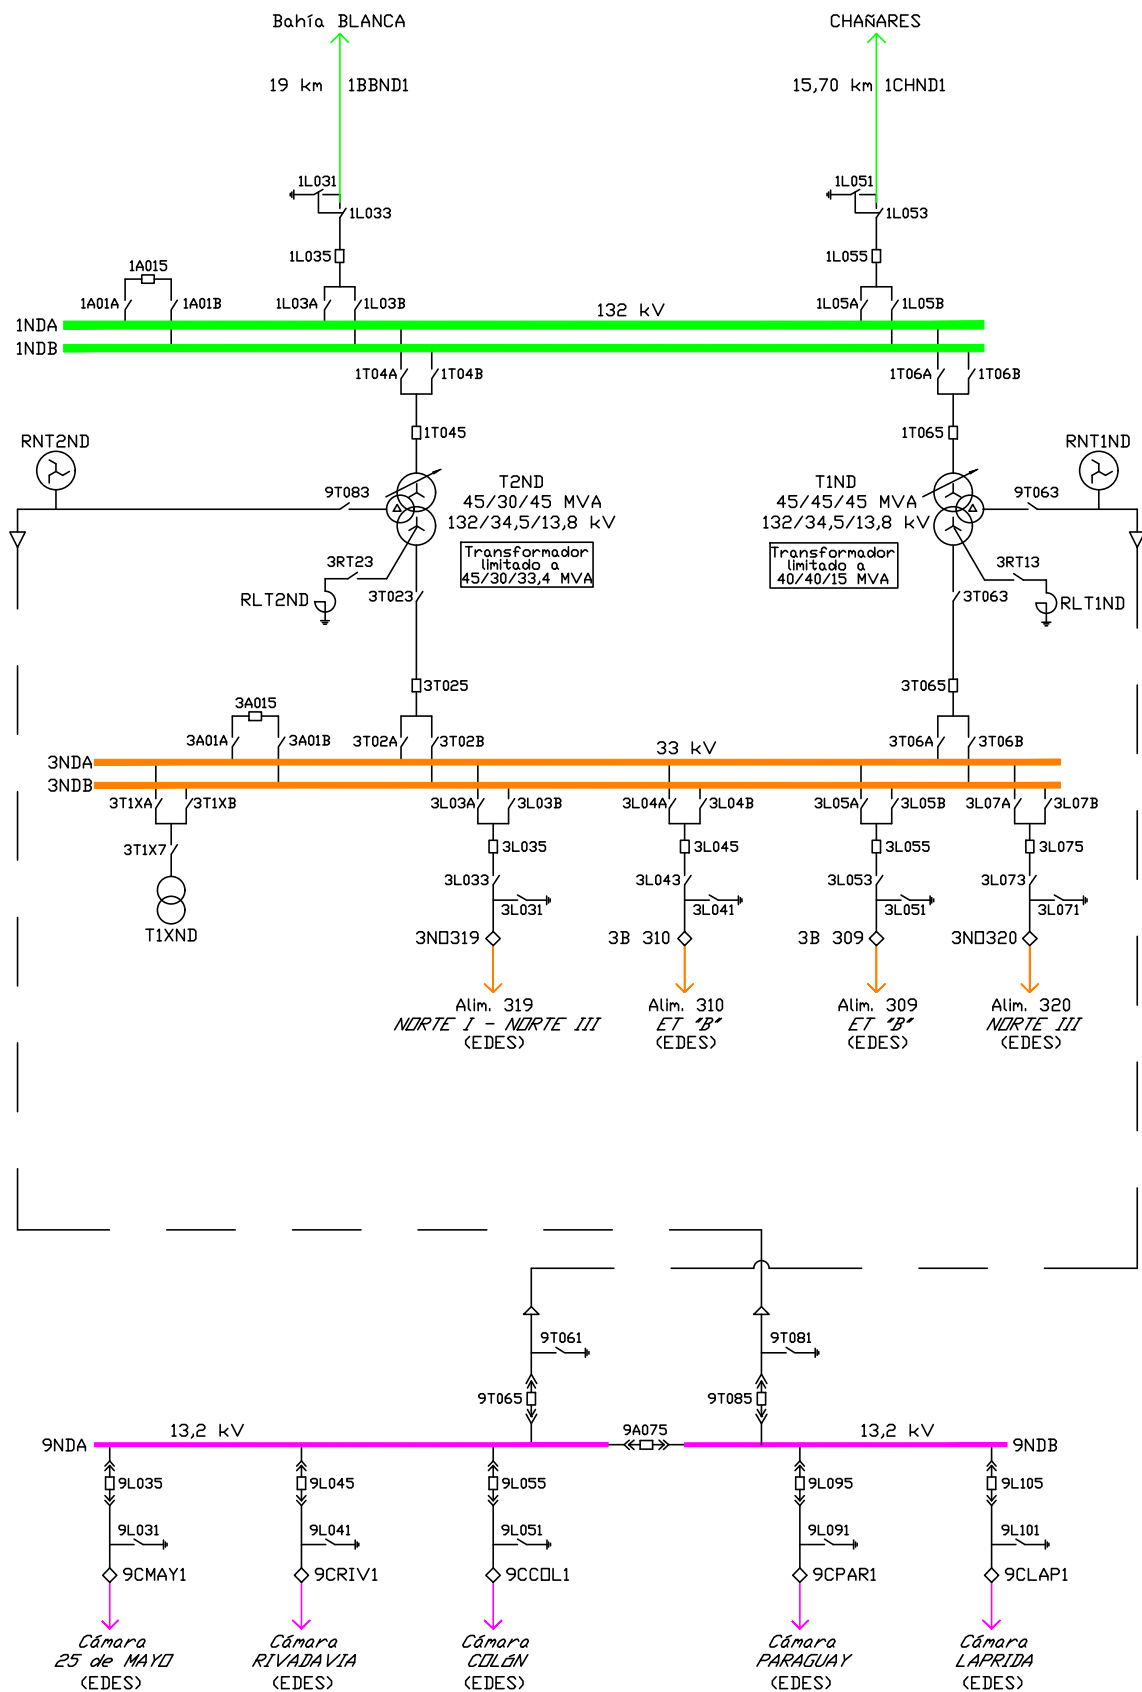 Bahía BLANCA
CHAÑARES
19 km
1BBND1
15,70 km
1CHND1
1L031
1L051
1L033
1L053
1L035
1L055
1A015
1A01A
1A01B
1L03A
1L03B
132 kV
1L05A
1L05B
1NDA
1NDB
1T04A
1T04B
1T06A
1T06B
1T045
1T065
RNT2ND
RNT1ND
9T083
T2ND
45/30/45 MVA
132/34,5/13,8 kV
T1ND
45/45/45 MVA
132/34,5/13,8 kV
9T063
Transformador
limitado a
45/30/33,4 MVA
Transformador
limitado a
40/40/15 MVA
3RT23
3RT13
RLT2ND
3T023
3T063
RLT1ND
3T025
3T065
3A015
3A01A
3A01B
3T02A
3T02B
33 kV
3T06A
3T06B
3NDA
3NDB
3T1XA
3T1XB
3L03A
3L03B
3L04A
3L04B
3L05A
3L05B
3L07A
3L07B
3T1X7
3L035
3L045
3L055
3L075
3L033
3L043
3L053
3L073
3L031
3L041
3L051
3L071
T1XND
3NO319
3B 310
3B 309
3NO320
Alim. 319
NORTE I - NORTE III
(EDES)
Alim. 310
ET "B"
(EDES)
Alim. 309
ET "B"
(EDES)
Alim. 320
NORTE III
(EDES)
9T061
9T081
9T065
9T085
9NDA
13,2 kV
9A075
13,2 kV
9NDB
9L035
9L045
9L055
9L095
9L105
9L031
9L041
9L051
9L091
9L101
9CMAY1
9CRIV1
9CCOL1
9CPAR1
9CLAP1
Cámara
25 de MAYO
(EDES)
Cámara
RIVADAVIA
(EDES)
Cámara
COLóN
(EDES)
Cámara
PARAGUAY
(EDES)
Cámara
LAPRIDA
(EDES)